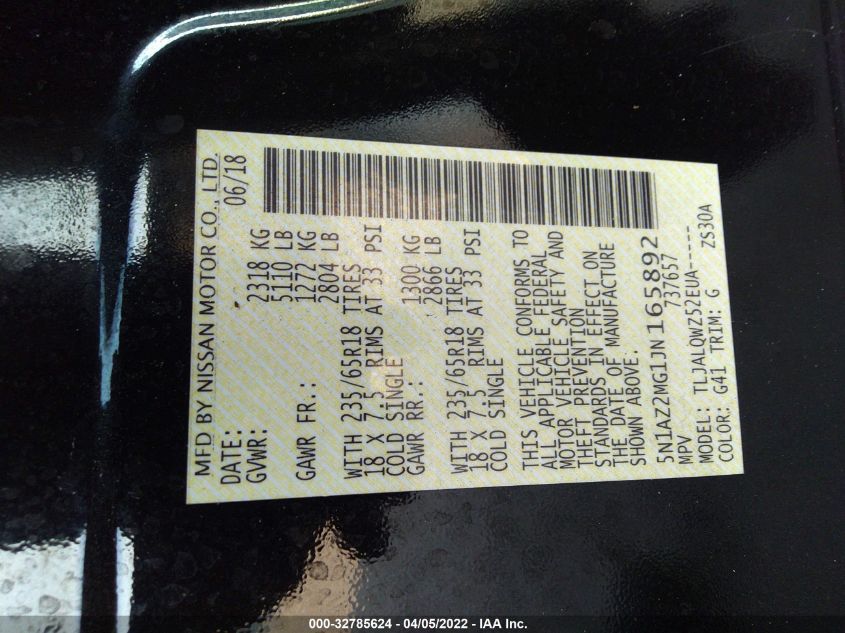 MFD BY NISSAN MOTOR CO., LTD.
DATE: 06/18
GVWR: 2318 KG
5110 LB
GAWR FR.: 1272 KG
2804 LB
WITH 235/65R18 TIRES
18 X 7.5 RIMS AT 33 PSI
COLD SINGLE
GAWR RR.: 1300 KG
2866 LB
WITH 235/65R18 TIRES
18 X 7.5 RIMS AT 33 PSI
COLD SINGLE
THIS VEHICLE CONFORMS TO
ALL APPLICABLE FEDERAL
MOTOR VEHICLE SAFETY AND
THEFT PREVENTION
STANDARDS IN EFFECT ON
THE DATE OF MANUFACTURE
SHOWN ABOVE.
5N1AZ2MG1JN165892
MPV 737657
MODEL: TLJALQWZ52EUA-----
COLOR: G41 TRIM: G ZS30A
000-32785624 - 04/05/2022 - IAA Inc.